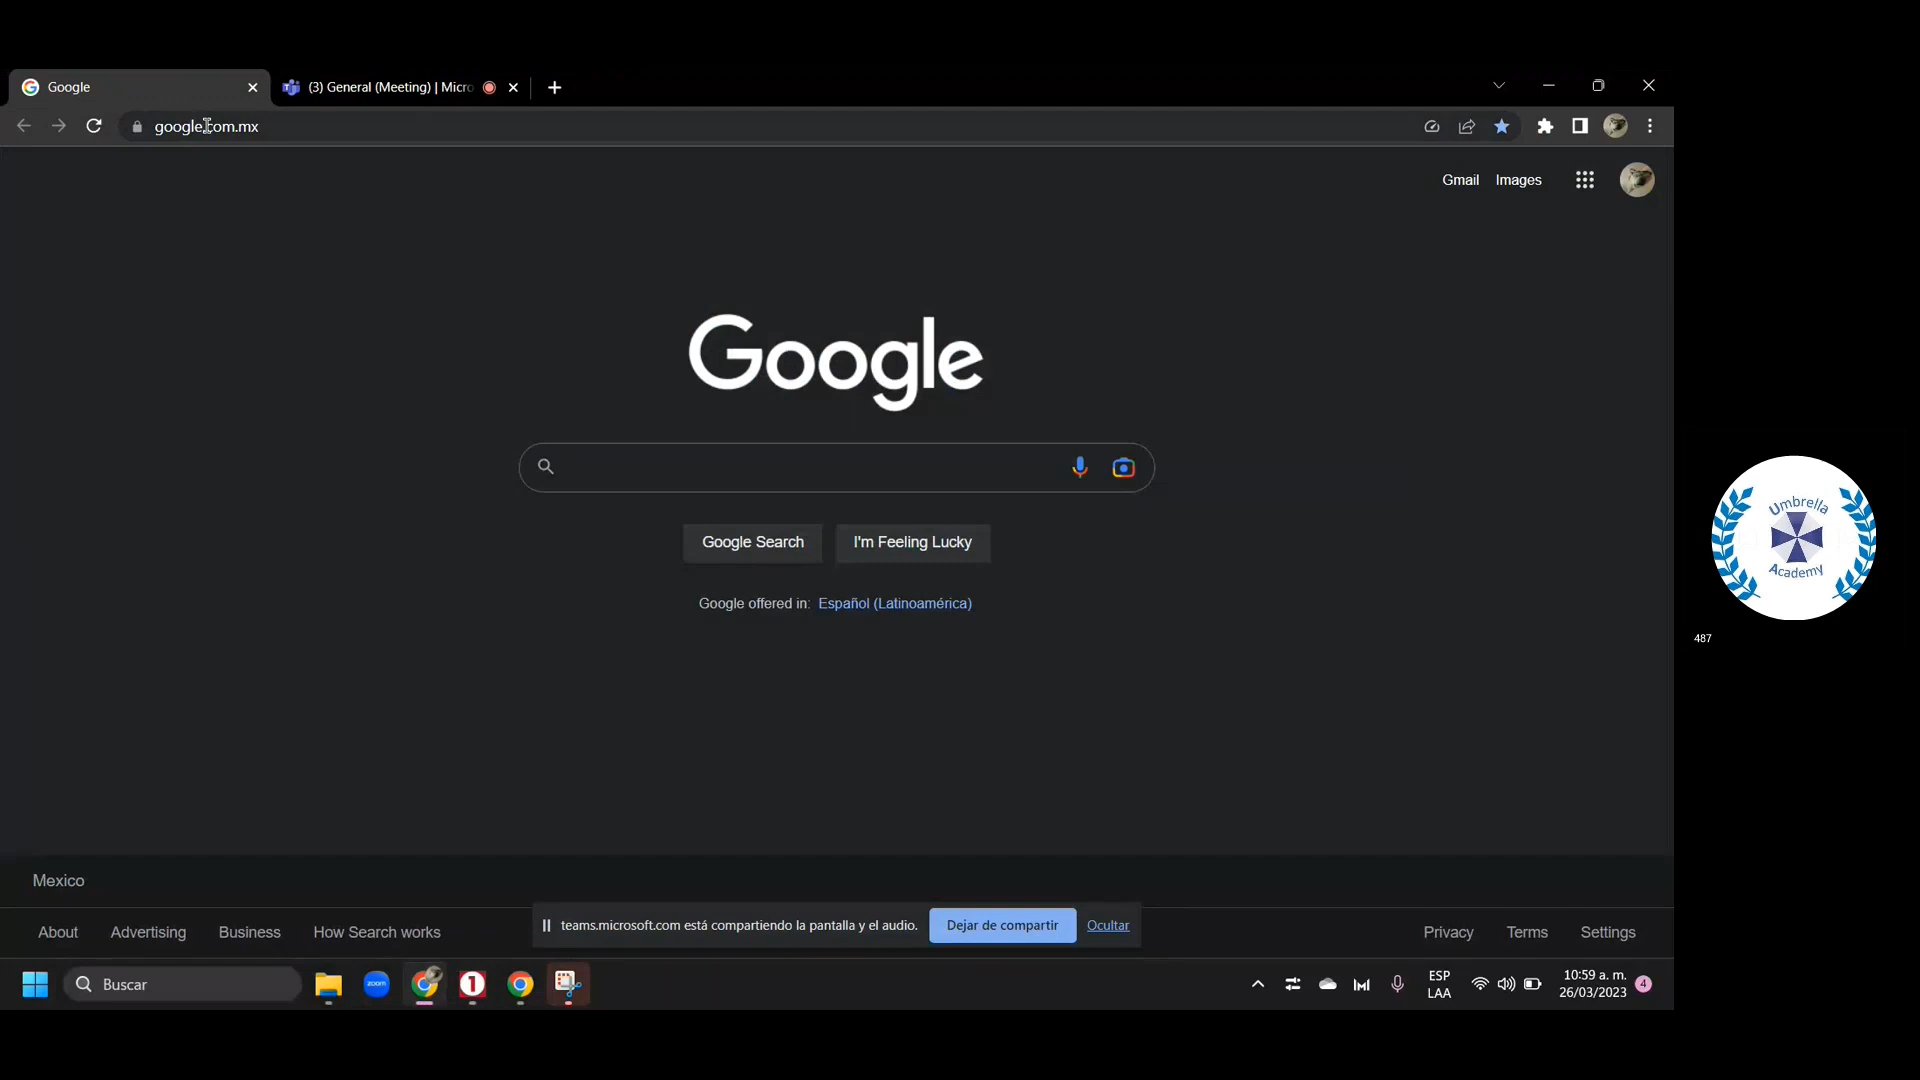 Google
(3) General (Meeting) | Micro
google.com.mx
Gmail Images
Google
Google Search I'm Feeling Lucky
Google offered in: Español (Latinoamérica)
Umbrella
Academy
487
Mexico
About Advertising Business How Search works
teams.microsoft.com está compartiendo la pantalla y el audio. Dejar de compartir Ocultar
Privacy Terms Settings
Buscar
zoom
1
ESP
LAA
10:59 a. m.
26/03/2023
4